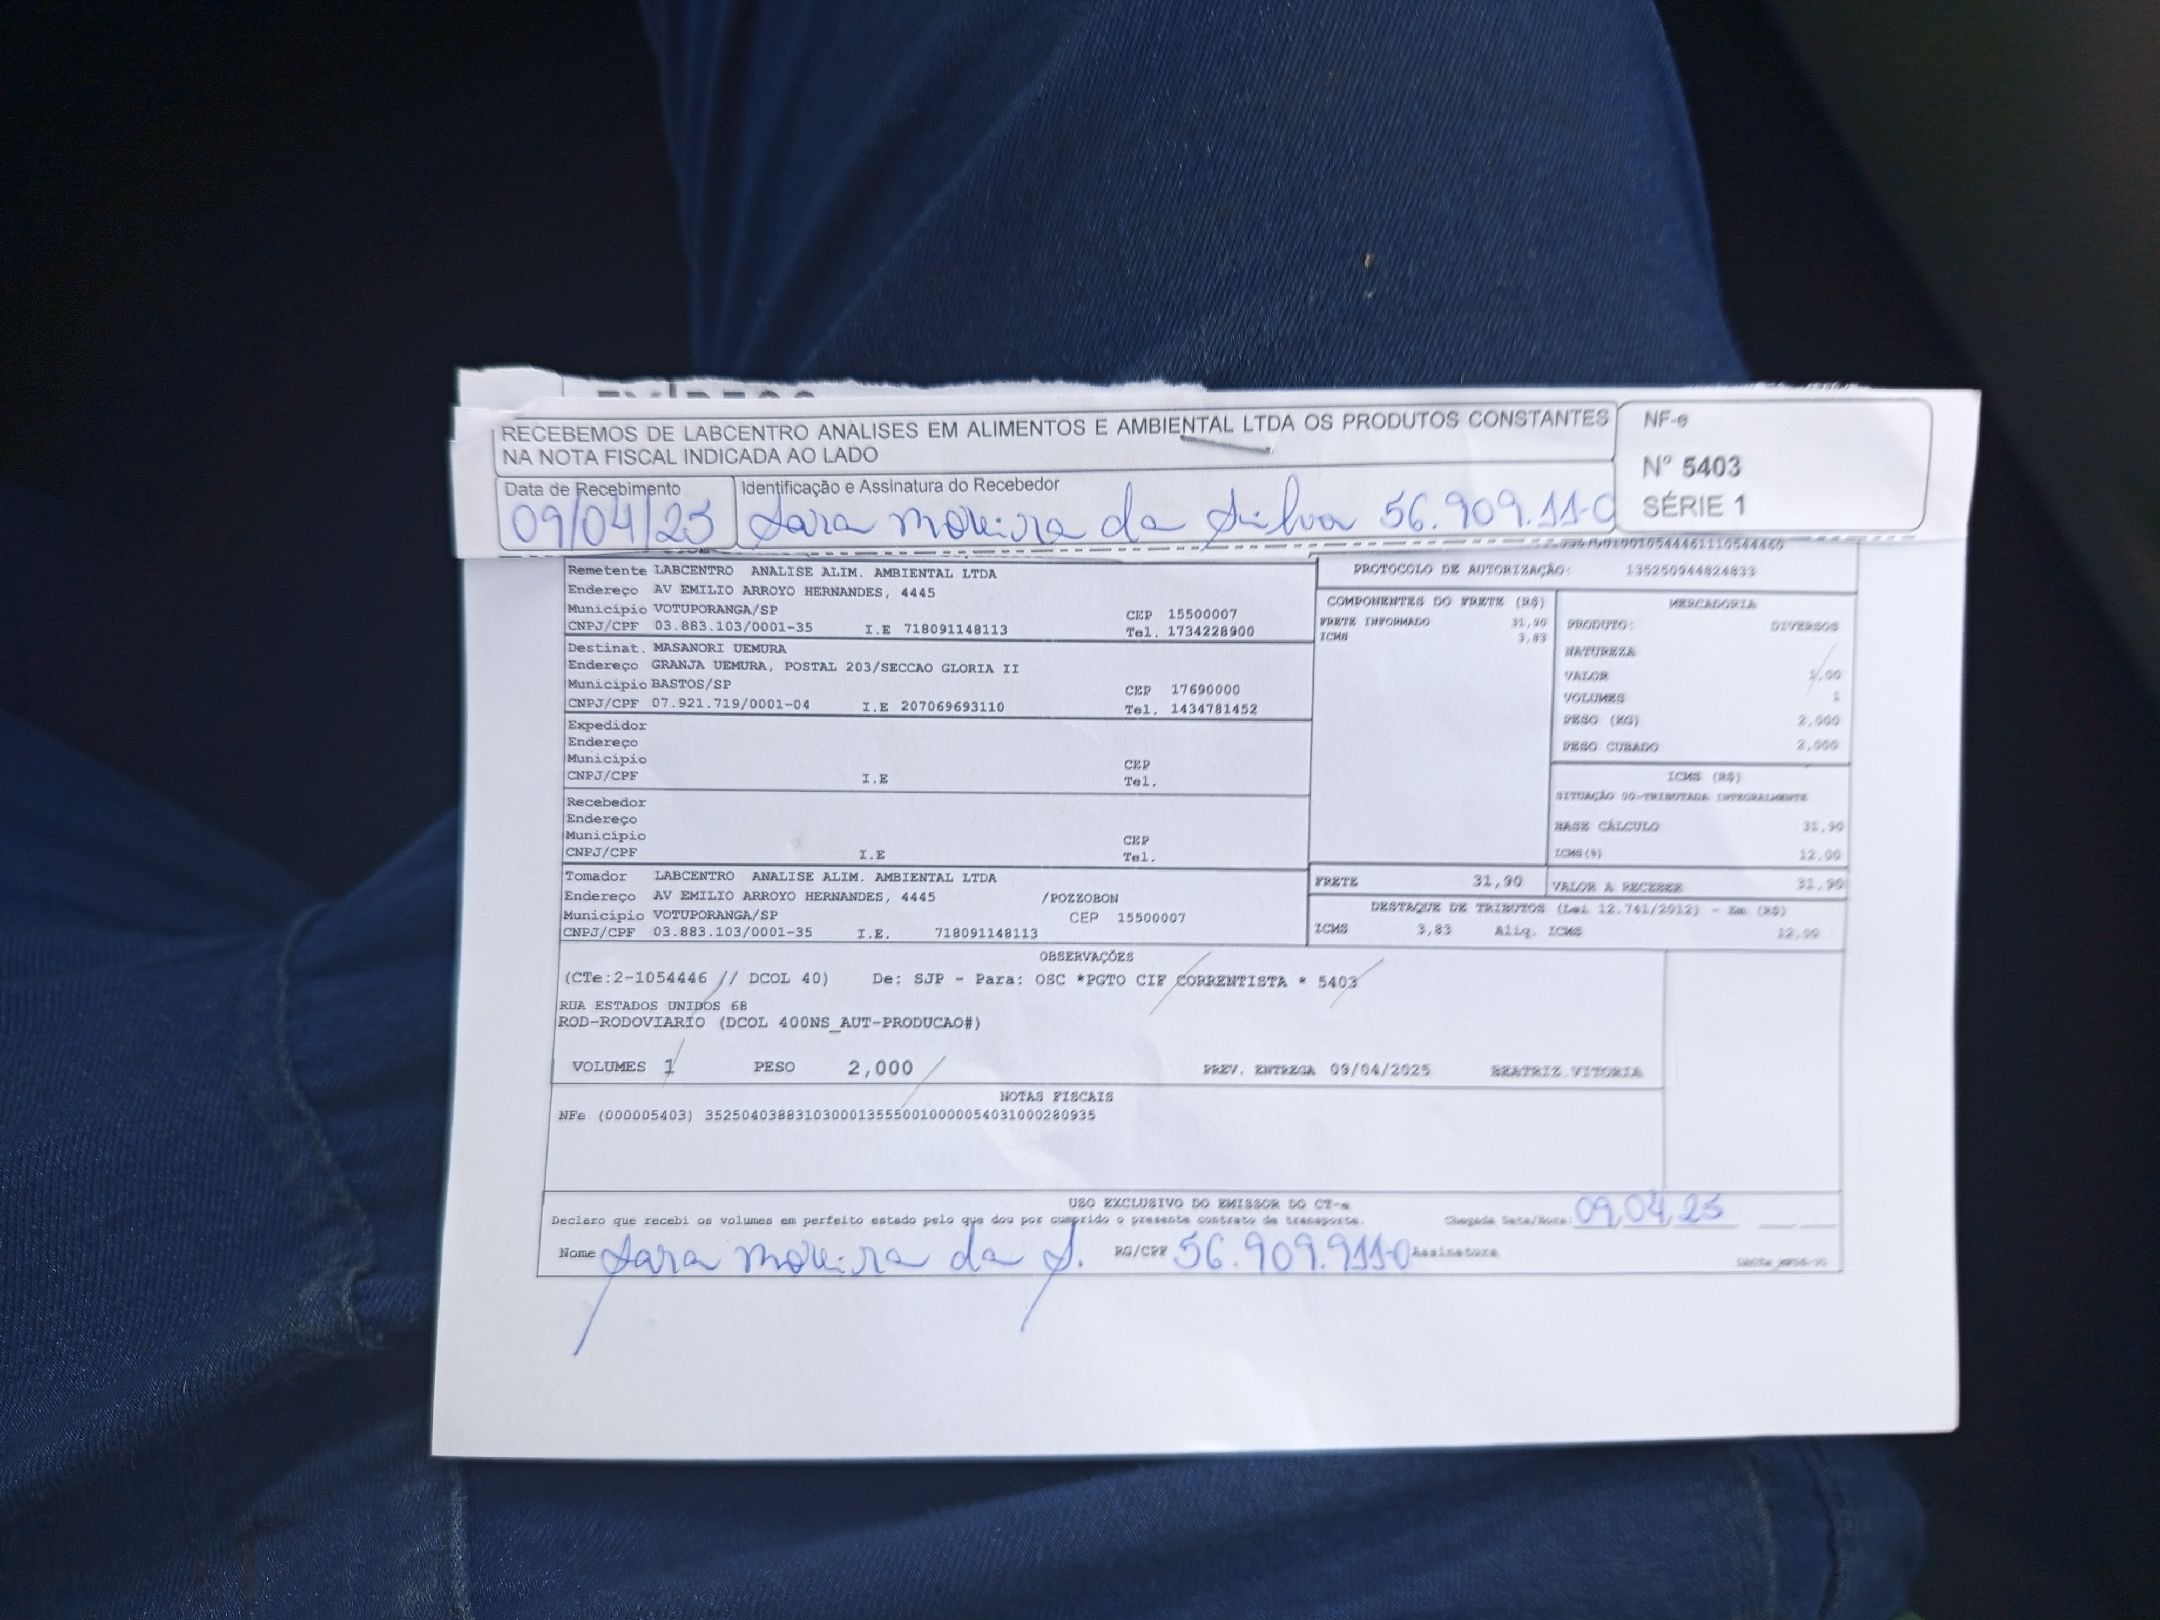 RECEBEMOS DE LABCENTRO ANALISES EM ALIMENTOS E AMBIENTAL LTDA OS PRODUTOS CONSTANTES
NA NOTA FISCAL INDICADA AO LADO
NF-e
N° 5403
SÉRIE 1
Data de Recebimento
09/04/25
Identificação e Assinatura do Recebedor
Sara Moreira da Silva 56.909.11-0
Remetente LABCENTRO ANALISE ALIM. AMBIENTAL LTDA
Endereço AV EMILIO ARROYO HERNANDES, 4445
Município VOTUPORANGA/SP CEP 15500007
CNPJ/CPF 03.883.103/0001-35 I.E 718091148113 Tel. 1734228900
Destinat. MASANORI UEMURA
Endereço GRANJA UEMURA, POSTAL 203/SECCAO GLORIA II
Município BASTOS/SP CEP 17690000
CNPJ/CPF 07.921.719/0001-04 I.E 207069693110 Tel. 1434781452
Expedidor
Endereço
Município CEP
CNPJ/CPF I.E Tel.
Recebedor
Endereço
Município CEP
CNPJ/CPF I.E Tel.
Tomador LABCENTRO ANALISE ALIM. AMBIENTAL LTDA
Endereço AV EMILIO ARROYO HERNANDES, 4445 /POZZOBON
Município VOTUPORANGA/SP CEP 15500007
CNPJ/CPF 03.883.103/0001-35 I.E. 718091148113
PROTOCOLO DE AUTORIZAÇÃO: 135250944824833
COMPONENTES DO FRETE (R$)
FRETE INFORMADO 31,90
ICMS 3,83
MERCADORIA
PRODUTO: DIVERSOS
NATUREZA
VALOR 1,00
VOLUMES 1
PESO (KG) 2,000
PESO CUBADO 2,000
ICMS (R$)
SITUAÇÃO 00-TRIBUTADA INTEGRALMENTE
BASE CÁLCULO 31,90
ICMS(%) 12,00
FRETE 31,90 VALOR A RECEBER 31,90
DESTAQUE DE TRIBUTOS (Lei 12.741/2012) - Em (R$)
ICMS 3,83 Aliq. ICMS 12,00
OBSERVAÇÕES
(CTe:2-1054446 // DCOL 40) De: SJP - Para: OSC *PGTO CIF CORRENTISTA * 5403
RUA ESTADOS UNIDOS 68
ROD-RODOVIARIO (DCOL 400NS_AUT-PRODUCAO#)
VOLUMES 1 PESO 2,000 PREV. ENTREGA 09/04/2025 BEATRIZ.VITORIA
NOTAS FISCAIS
NFe (000005403) 35250403883103000135550010000054031000280935
USO EXCLUSIVO DO EMISSOR DO CT-e
Declaro que recebi os volumes em perfeito estado pelo que dou por cumprido o presente contrato de transporte. Chegada Data/Hora: 09,04,25
Nome Sara Moreira da S. RG/CPF 56.909.911-0 Assinatura